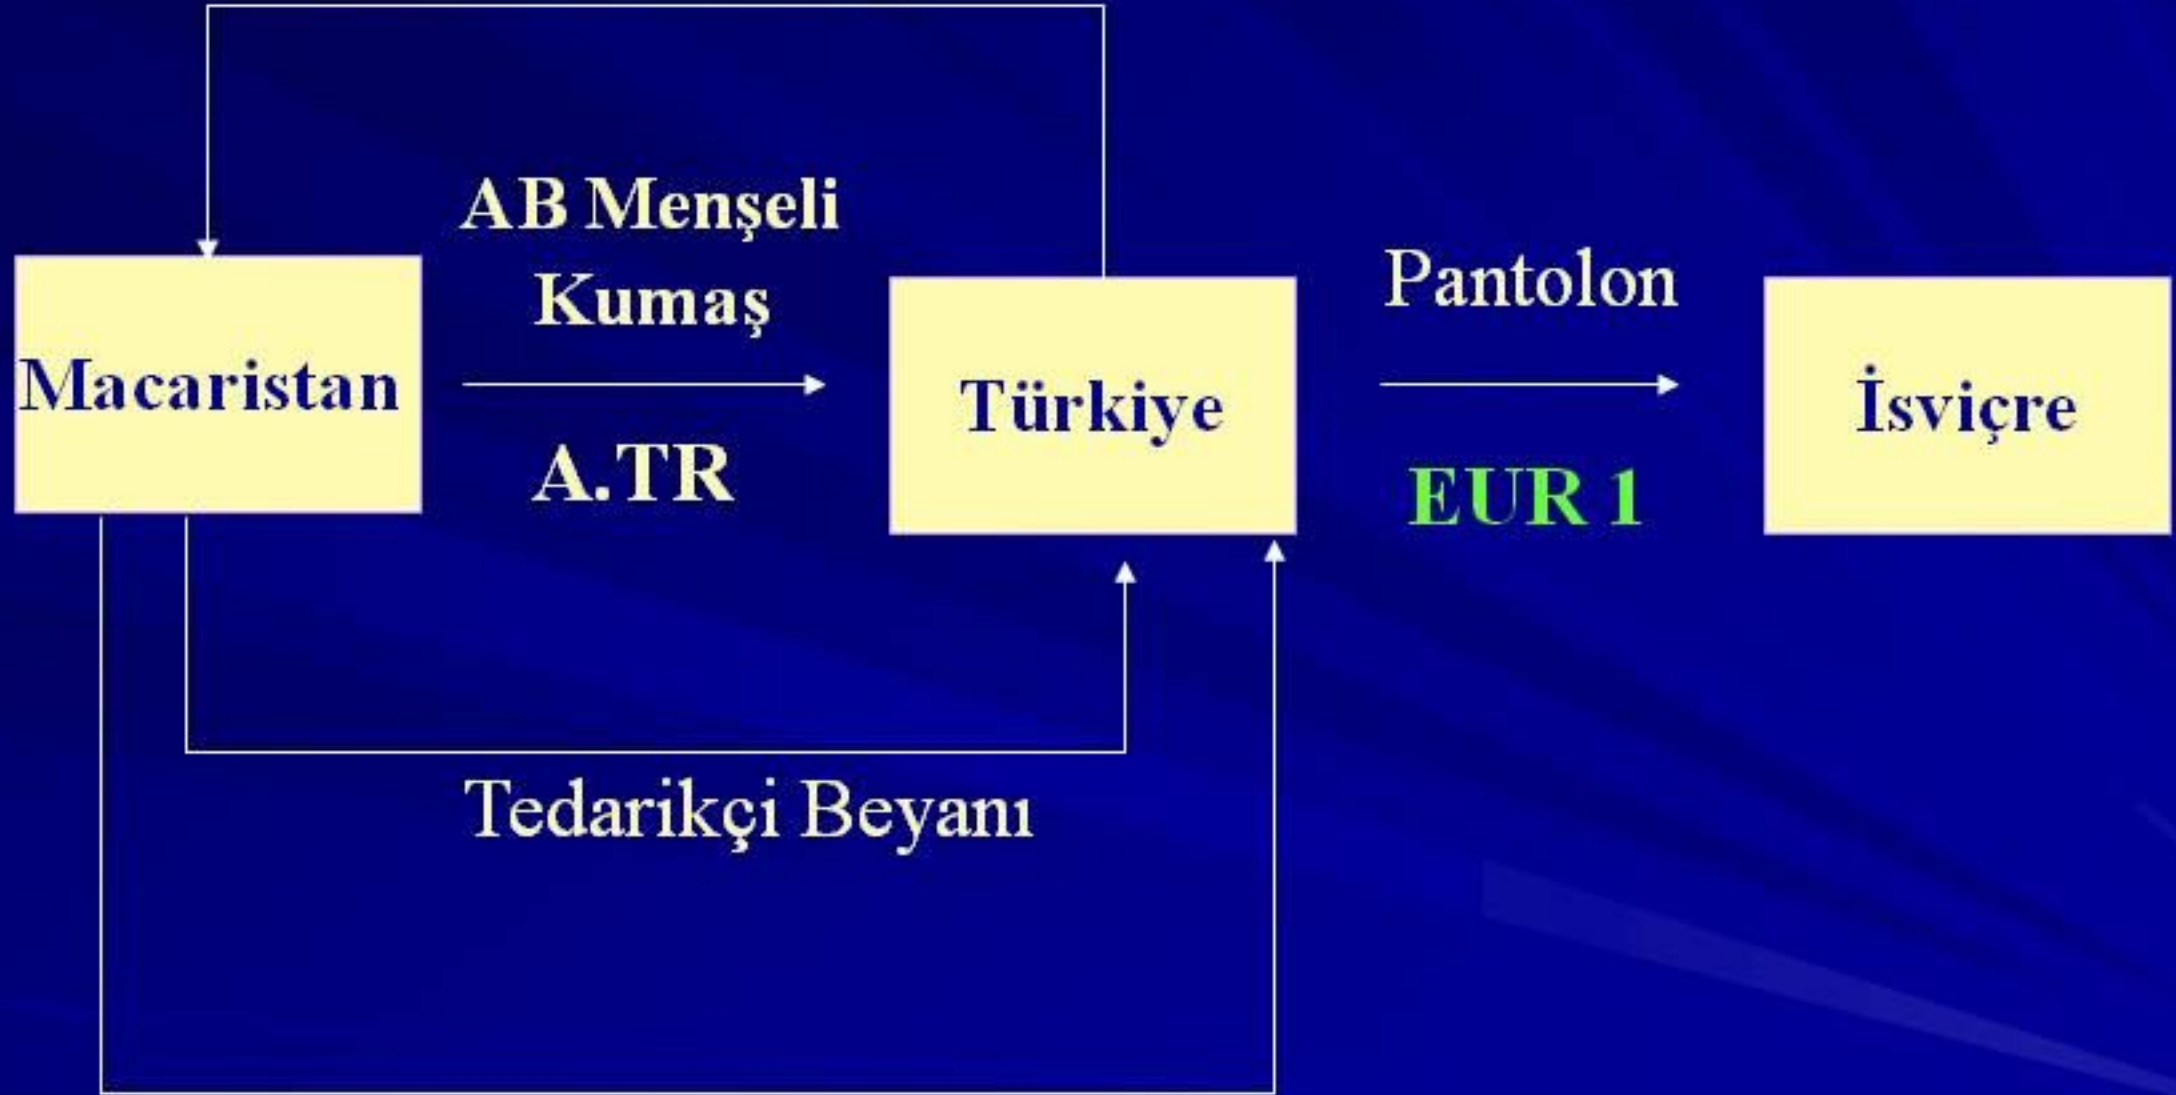 AB Menşeli
Kumaş
Macaristan
A.TR
Türkiye
Pantolon
EUR 1
İsviçre
Tedarikçi Beyanı